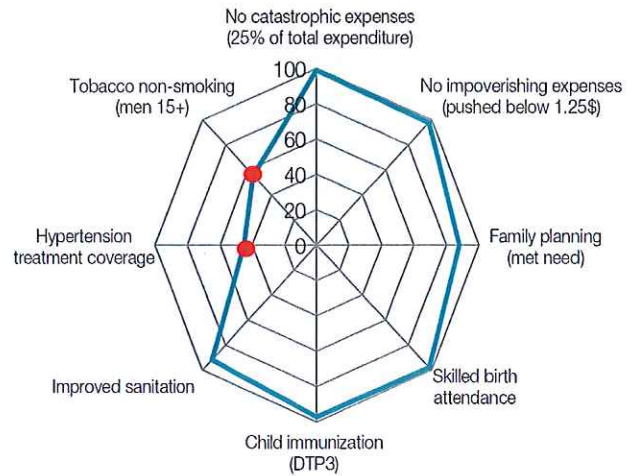 No catastrophic expenses
(25% of total expenditure)
Tobacco non-smoking
(men 15+)
No impoverishing expenses
(pushed below 1.25$)
100
80
60
40
20
0
Hypertension
treatment coverage
Family planning
(met need)
Improved sanitation
Skilled birth
attendance
Child immunization
(DTP3)